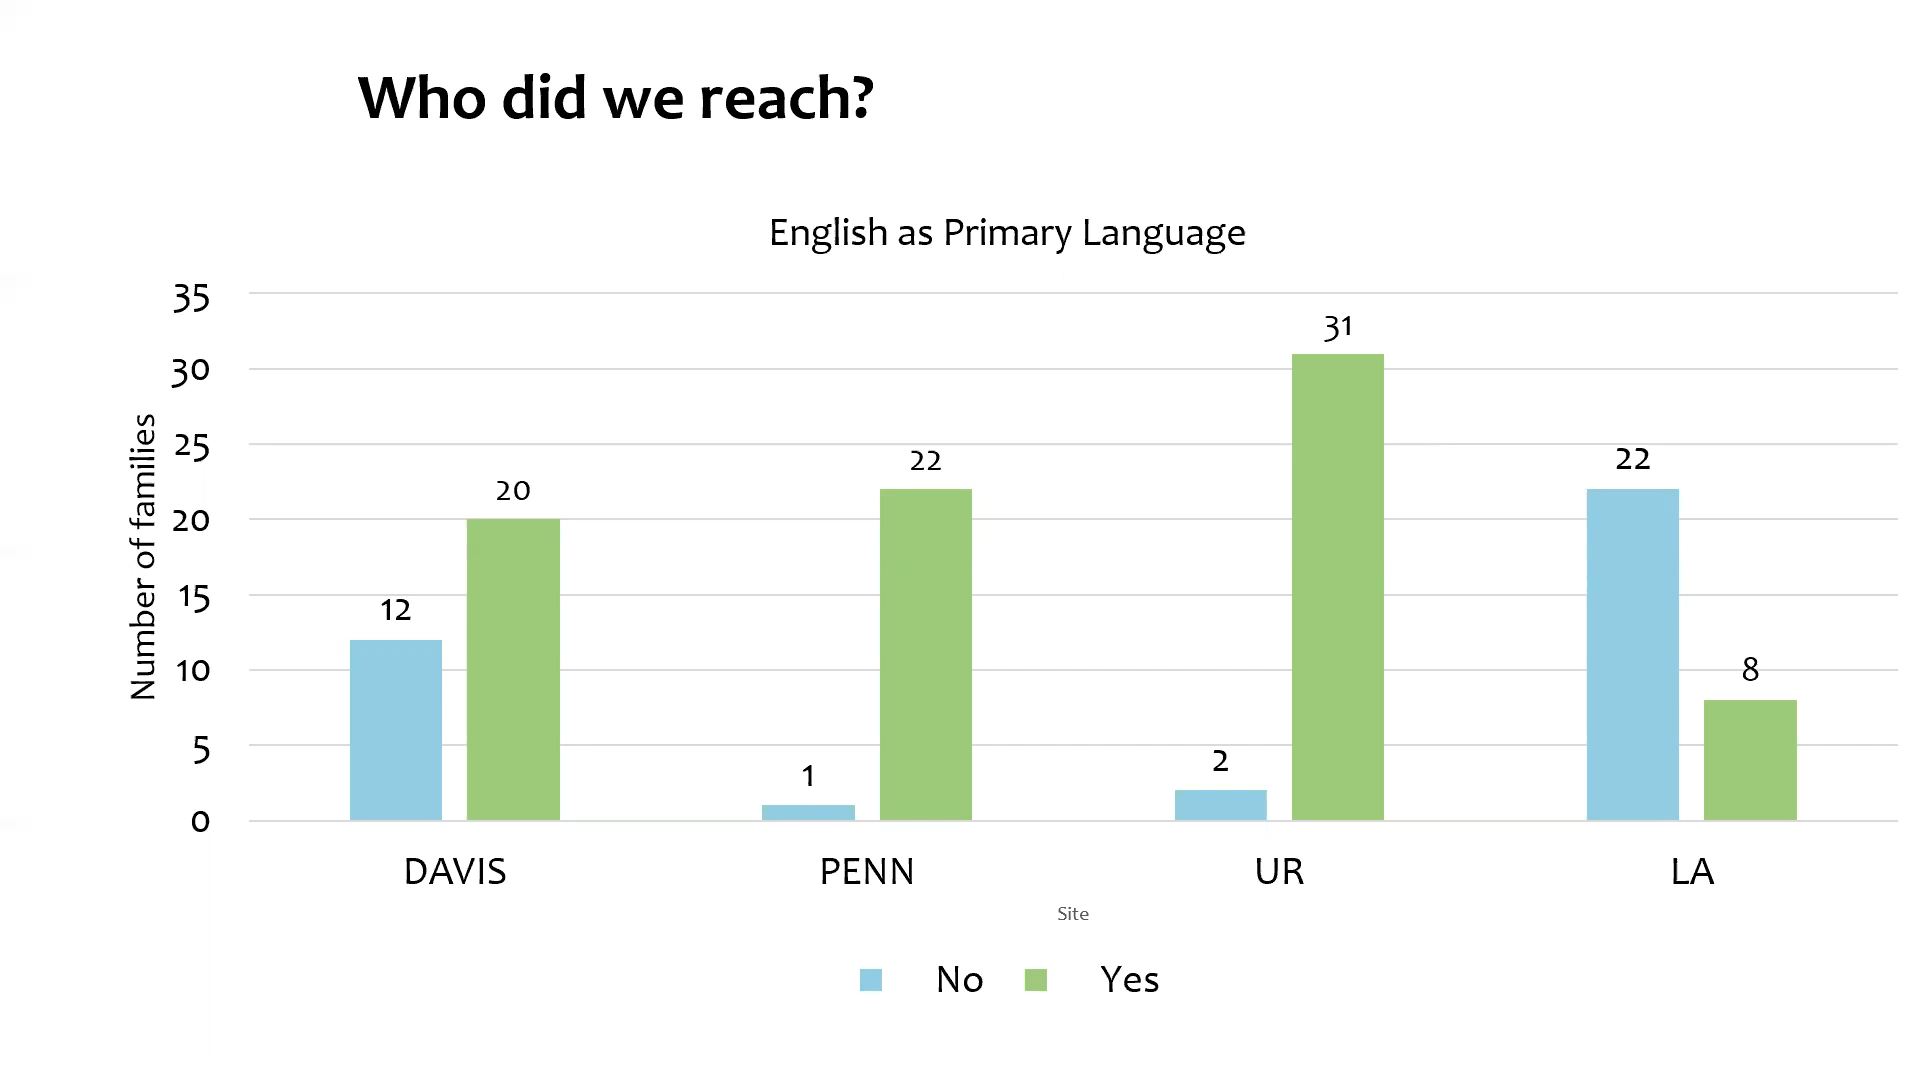 Who did we reach?
English as Primary Language
Number of families
35
30
25
20
15
10
5
0
12
20
1
22
2
31
22
8
DAVIS
PENN
UR
LA
Site
No
Yes